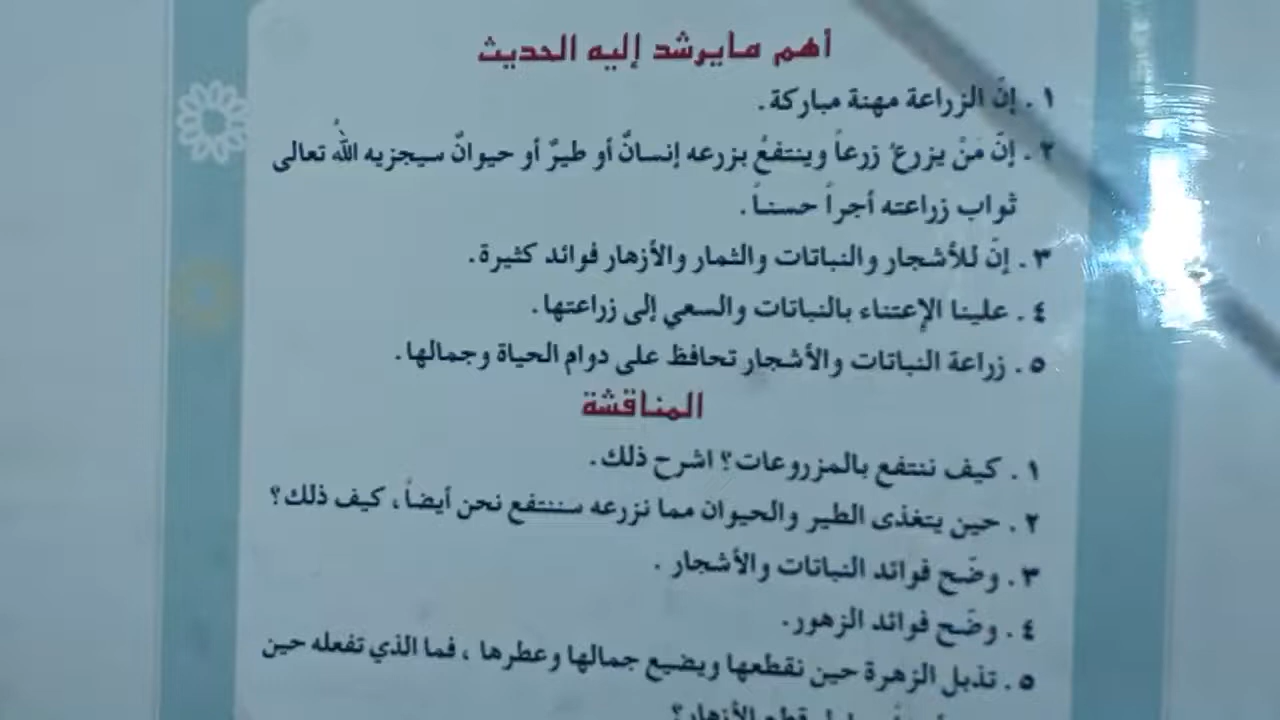 أهم مايرشد إليه الحديث
١ . إنّ الزراعة مهنة مباركة.
٢ . إنّ مَنْ يزرعُ زرعاً وينتفعُ بزرعه إنسانٌ أو طيرٌ أو حيوانٌ سيجزيه اللهُ تعالى
ثواب زراعته أجراً حسناً .
٣ . إنّ للأشجار والنباتات والثمار والأزهار فوائد كثيرة.
٤ . علينا الإعتناء بالنباتات والسعي إلى زراعتها.
٥ . زراعة النباتات والأشجار تحافظ على دوام الحياة وجمالها.
المناقشة
١ . كيف ننتفع بالمزروعات؟ اشرح ذلك.
٢ . حين يتغذى الطير والحيوان مما نزرعه سننتفع نحن أيضاً، كيف ذلك؟
٣ . وضّح فوائد النباتات والأشجار .
٤ . وضّح فوائد الزهور.
٥ . تذبل الزهرة حين نقطعها ويضيع جمالها وعطرها ، فما الذي تفعله حين
قطع الأزهار؟